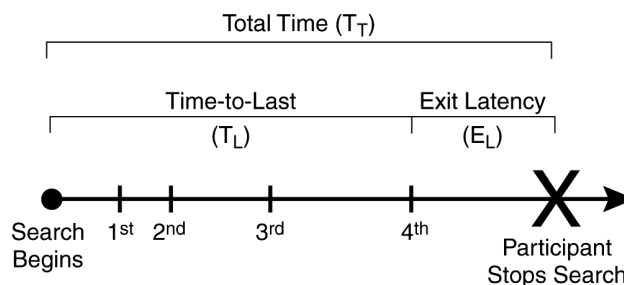 Total Time (T_T)
Time-to-Last
(T_L)
Exit Latency
(E_L)
Search
Begins
1st
2nd
3rd
4th
Participant
Stops Search